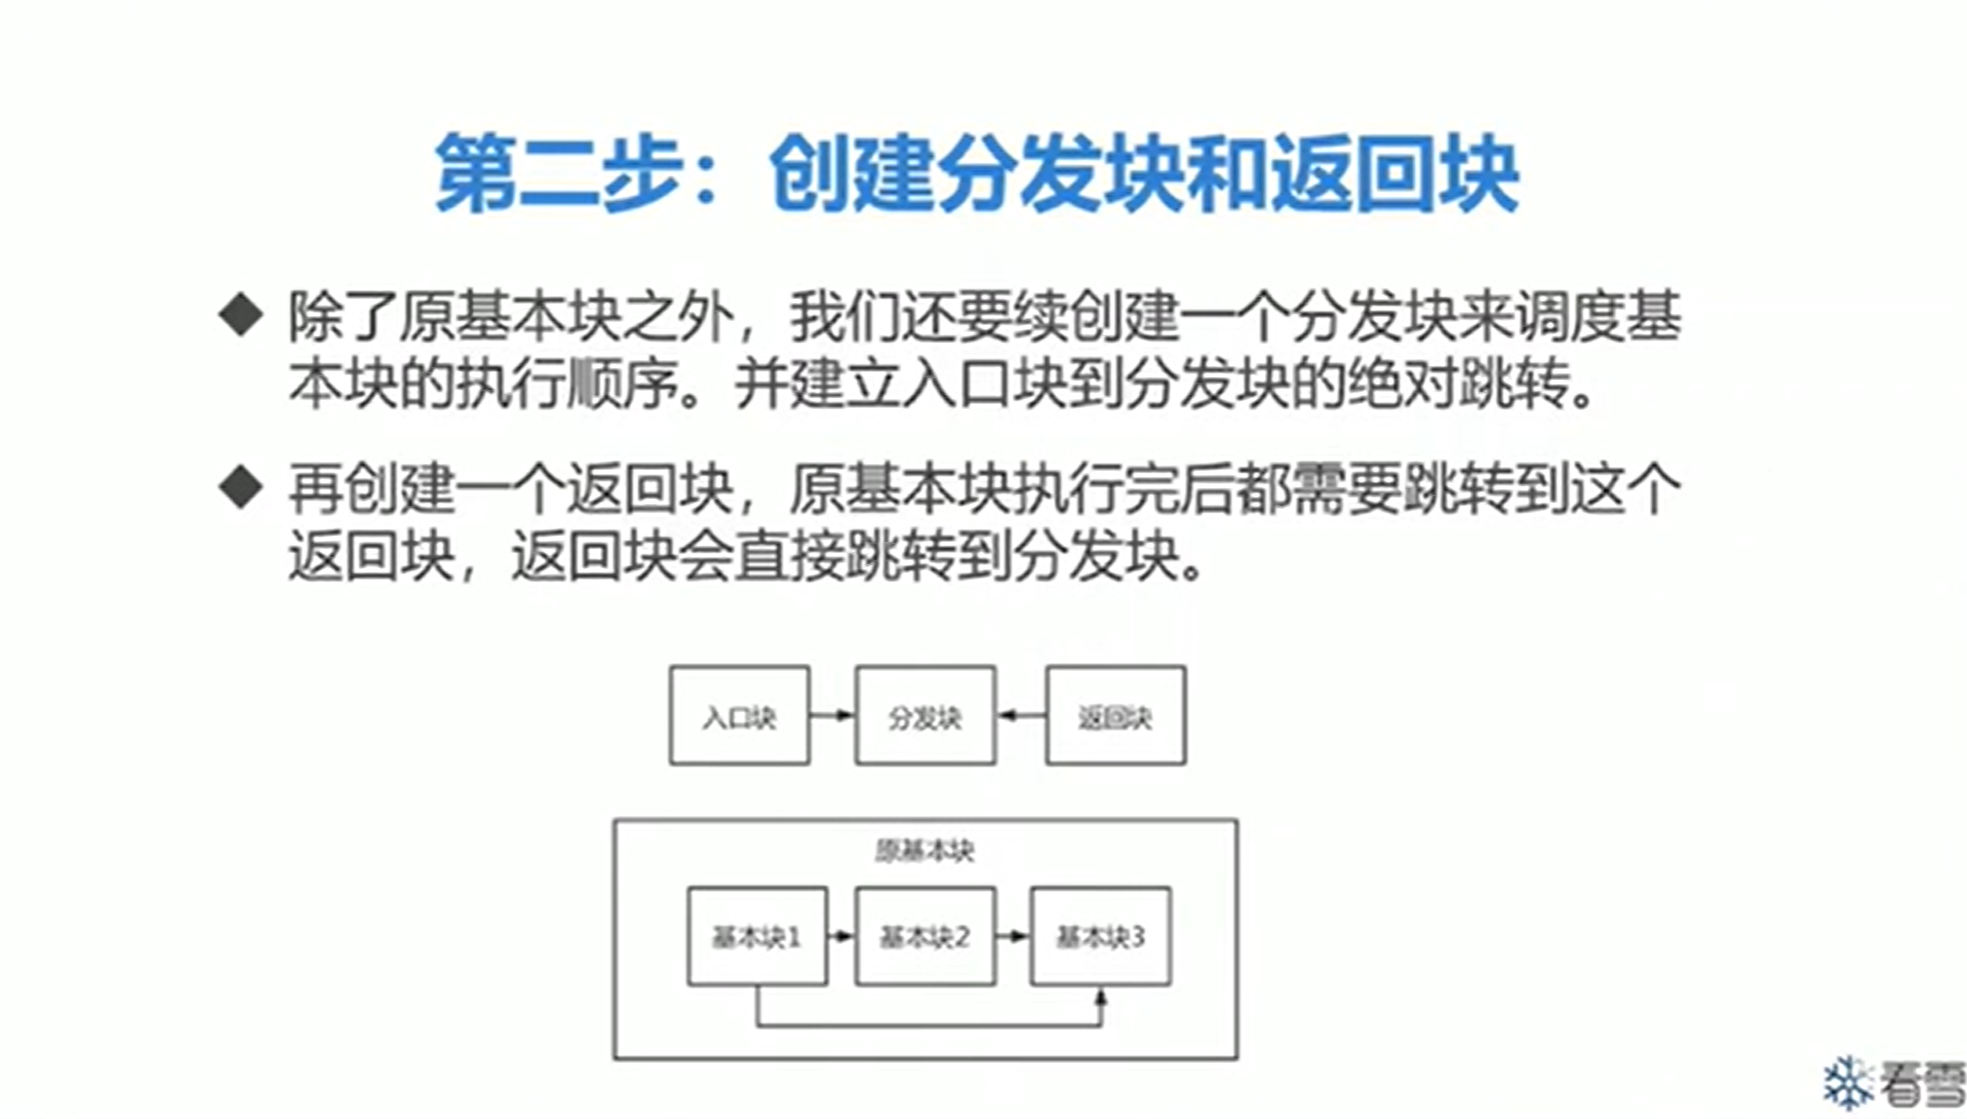 第二步：创建分发块和返回块
◆ 除了原基本块之外，我们还要续创建一个分发块来调度基
本块的执行顺序。并建立入口块到分发块的绝对跳转。
◆ 再创建一个返回块，原基本块执行完后都需要跳转到这个
返回块，返回块会直接跳转到分发块。
入口块 分发块 返回块
原基本块
基本块1 基本块2 基本块3
看雪